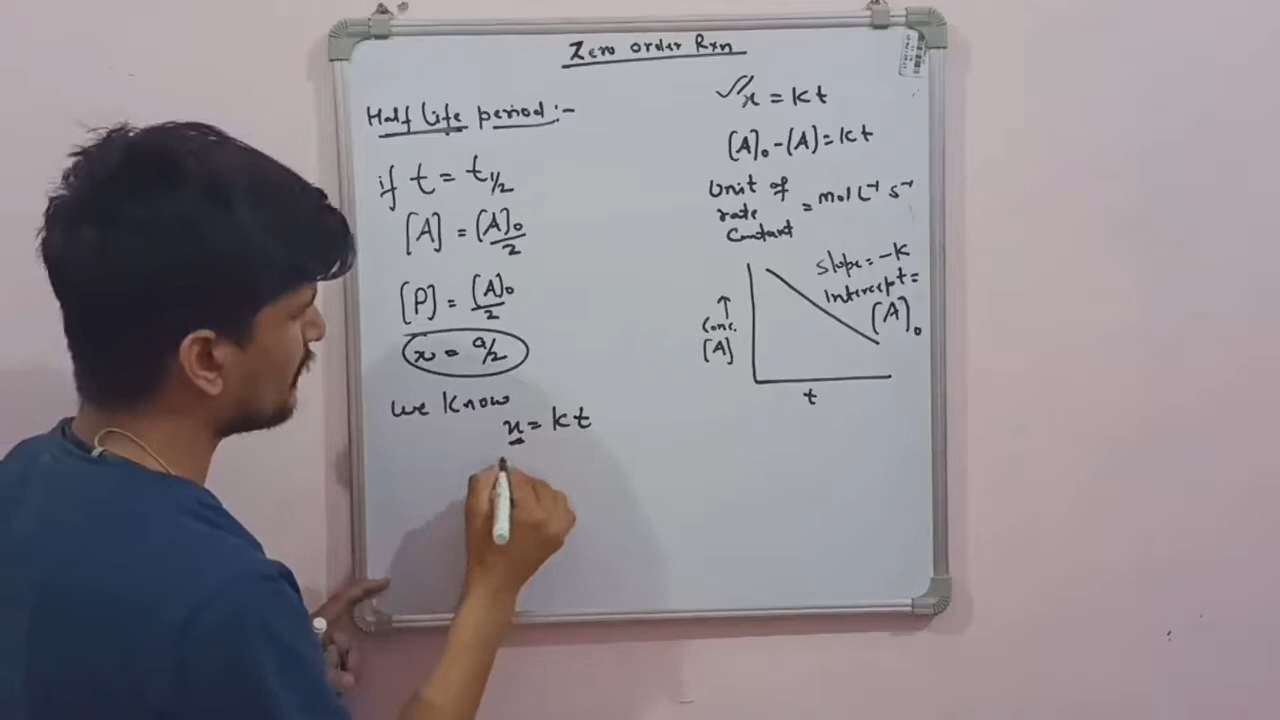 Zero order Rxn
Half life period :-
if t = t1/2
[A] = [A]₀/2
[P] = [A]₀/2
x = a/2
we know
x = kt
x = kt
[A]₀ - (A) = kt
Unit of
rate
Constant
= mol L⁻¹ s⁻¹
slope = -k
Intercept =
[A]₀
↑
Conc.
[A]
t